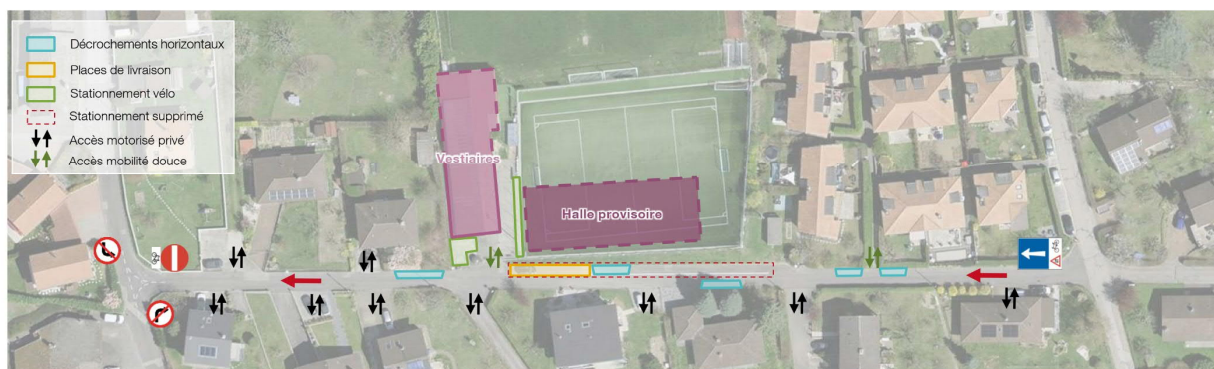 Décrochements horizontaux
Places de livraison
Stationnement vélo
Stationnement supprimé
Accès motorisé privé
Accès mobilité douce
Vestiaires
Halle provisoire